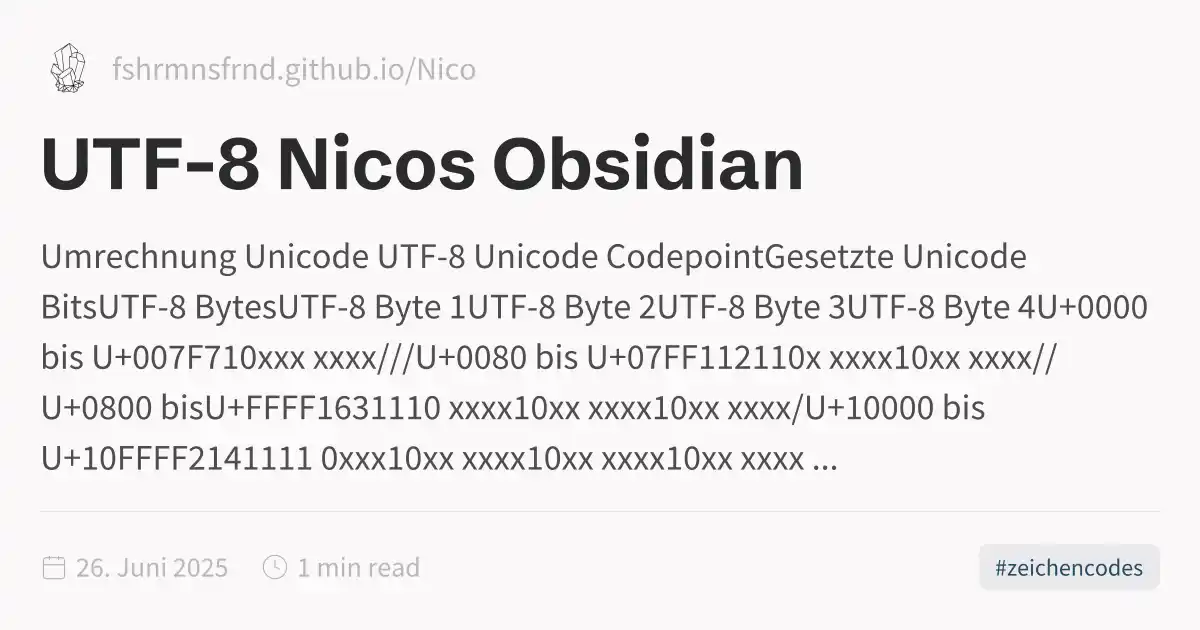 fshrmnsfrnd.github.io/Nico
UTF-8 Nicos Obsidian
Umrechnung Unicode UTF-8 Unicode CodepointGesetzte Unicode
BitsUTF-8 BytesUTF-8 Byte 1UTF-8 Byte 2UTF-8 Byte 3UTF-8 Byte 4U+0000
bis U+007F710xxx xxxx///U+0080 bis U+07FF112110x xxxx10xx xxxx//
U+0800 bisU+FFFF1631110 xxxx10xx xxxx10xx xxxx/U+10000 bis
U+10FFFF2141111 0xxx10xx xxxx10xx xxxx10xx xxxx ...
26. Juni 2025 1 min read #zeichencodes